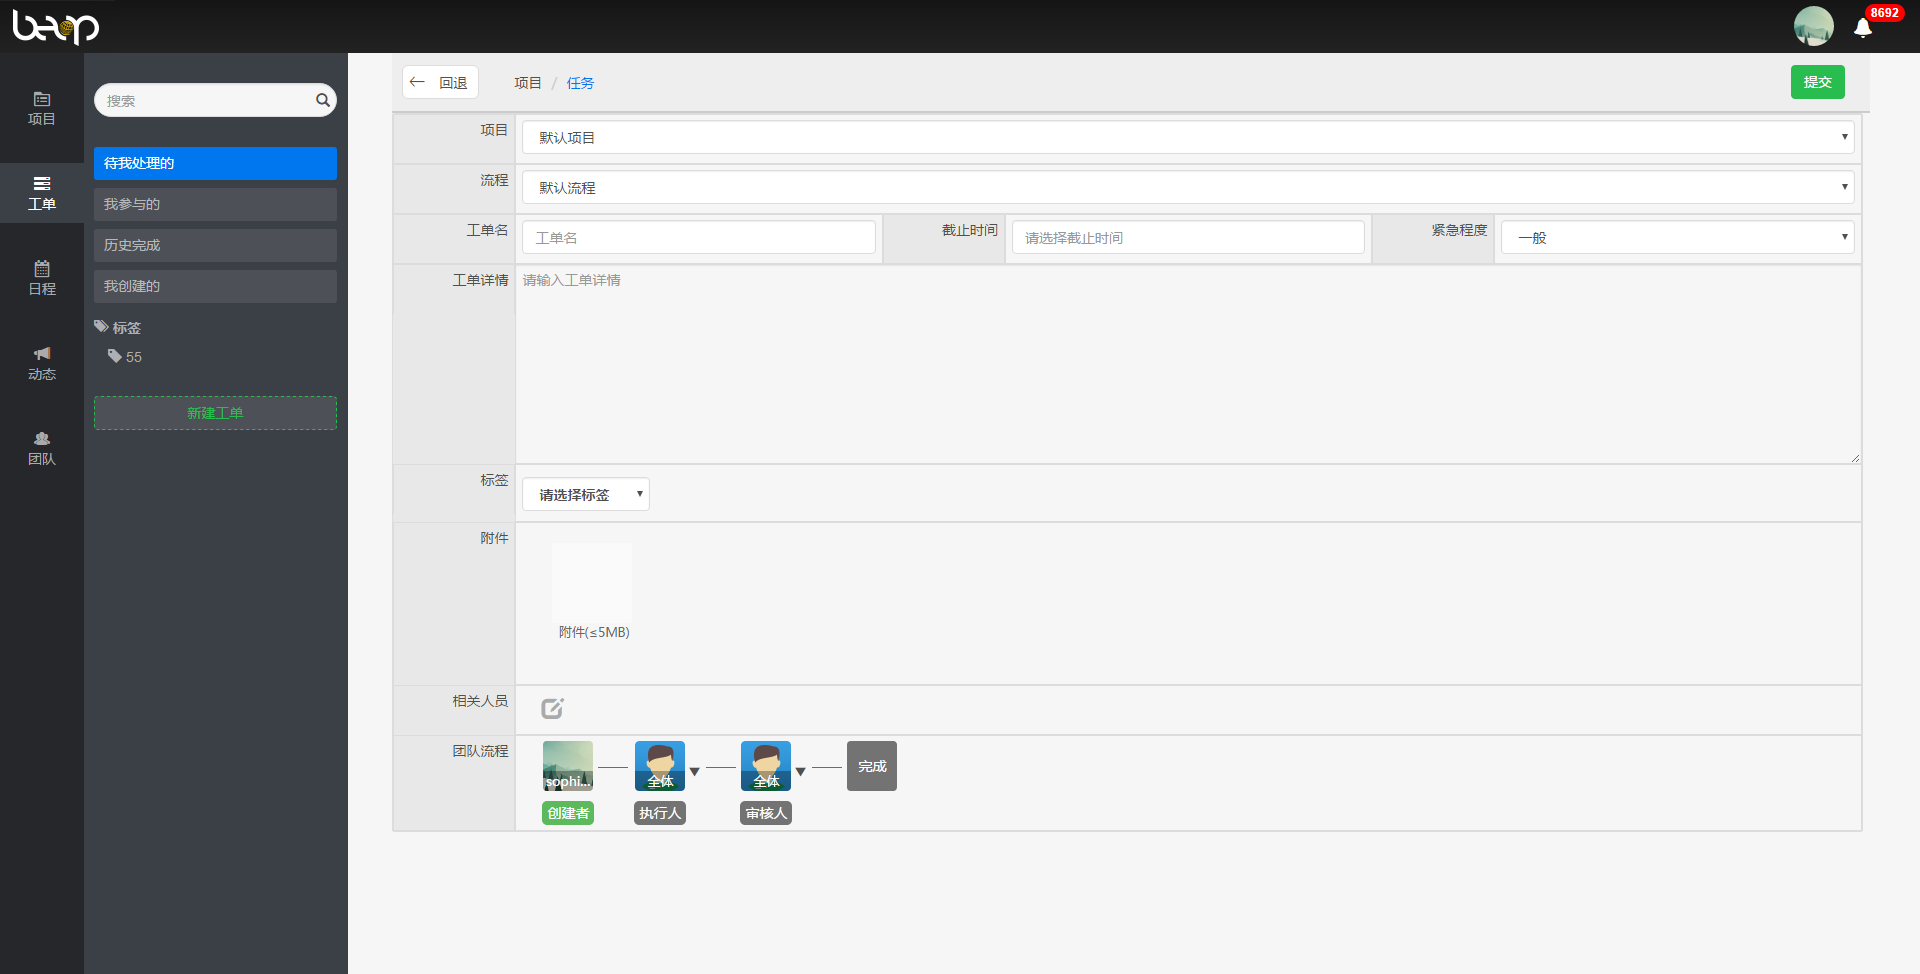 beop
8692
项目
工单
日程
动态
团队
搜索
待我处理的
我参与的
历史完成
我创建的
标签
55
新建工单
回退
项目 / 任务
提交
项目
默认项目
流程
默认流程
工单名
工单名
截止时间
请选择截止时间
紧急程度
一般
工单详情
请输入工单详情
标签
请选择标签
附件
附件(≤5MB)
相关人员
团队流程
sophi...
全体
全体
完成
创建者
执行人
审核人